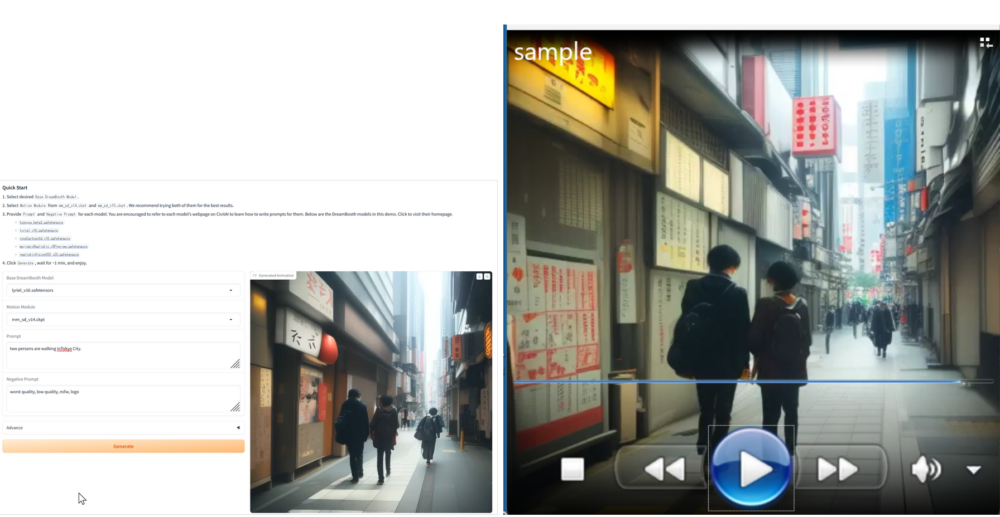 Quick Start
1. Select desired Base DreamBooth Model .
2. Select Motion Module from mm_sd_v14.ckpt and mm_sd_v15.ckpt . We recommend trying both of them for the best results.
3. Provide Prompt and Negative Prompt for each model. You are encouraged to refer to each model's webpage on CivitAI to learn how to write prompts for them. Below are the DreamBooth models in this demo. Click to visit their homepage.
toonyou_beta3.safetensors
lyriel_v16.safetensors
rcnzCartoon3d_v10.safetensors
majicmixRealistic_v5Preview.safetensors
realisticVisionV20_v20.safetensors
4. Click Generate , wait for ~1 min, and enjoy.
Base DreamBooth Model
lyriel_v16.safetensors
Motion Module
mm_sd_v14.ckpt
Prompt
two persons are walking inTokyo City.
Negative Prompt
worst quality, low quality, nsfw, logo
Advance
Generate
Generated Animation
sample